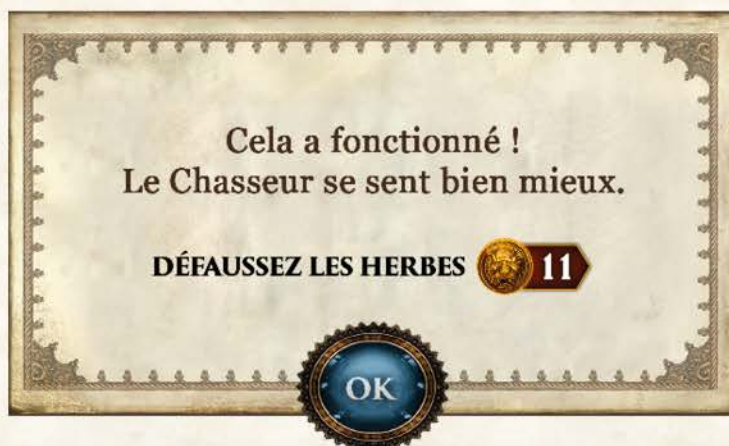 Cela a fonctionné !
Le Chasseur se sent bien mieux.
DÉFAUSSEZ LES HERBES 11
OK